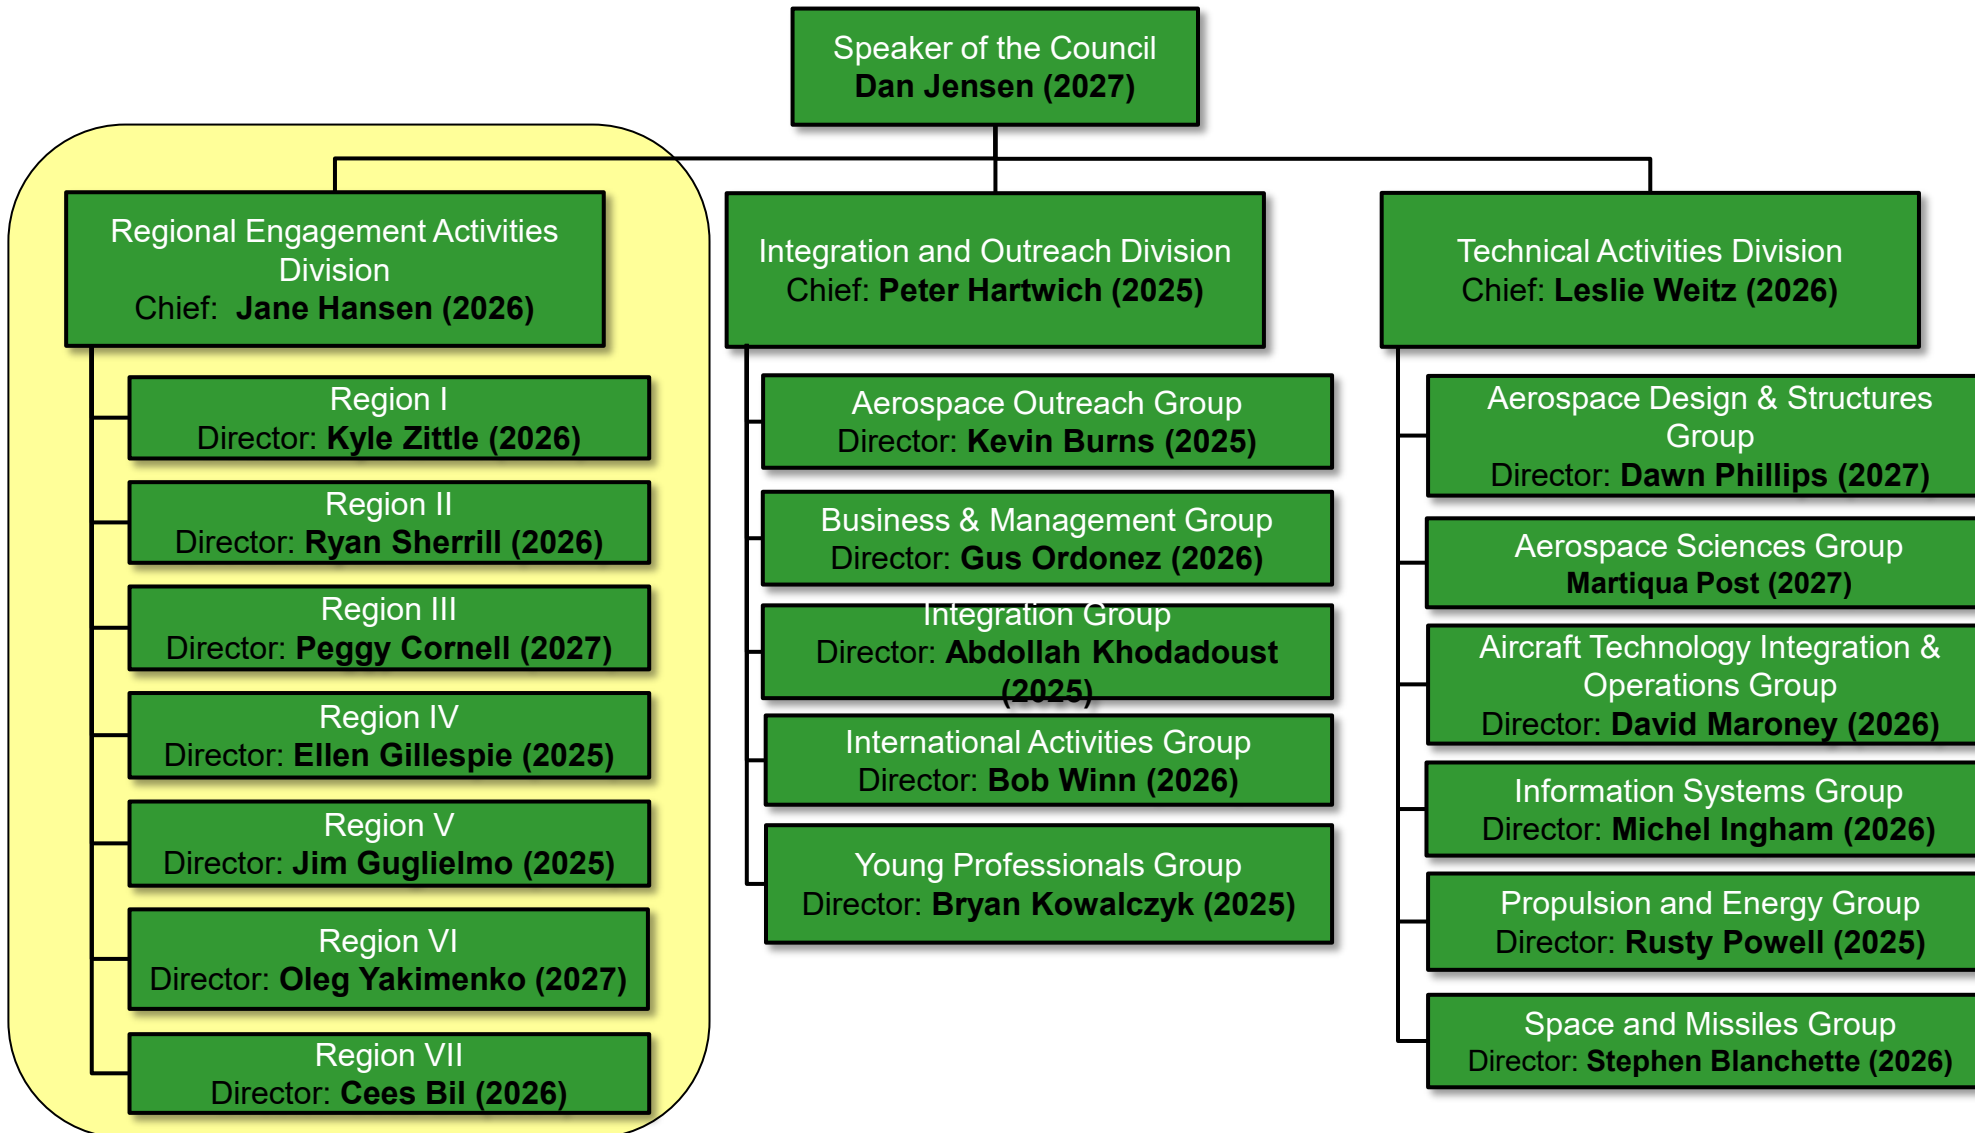 Speaker of the Council
Dan Jensen (2027)
Regional Engagement Activities
Division
Chief: Jane Hansen (2026)
Region I
Director: Kyle Zittle (2026)
Region II
Director: Ryan Sherrill (2026)
Region III
Director: Peggy Cornell (2027)
Region IV
Director: Ellen Gillespie (2025)
Region V
Director: Jim Guglielmo (2025)
Region VI
Director: Oleg Yakimenko (2027)
Region VII
Director: Cees Bil (2026)
Integration and Outreach Division
Chief: Peter Hartwich (2025)
Aerospace Outreach Group
Director: Kevin Burns (2025)
Business & Management Group
Director: Gus Ordonez (2026)
Integration Group
Director: Abdollah Khodadoust
(2025)
International Activities Group
Director: Bob Winn (2026)
Young Professionals Group
Director: Bryan Kowalczyk (2025)
Technical Activities Division
Chief: Leslie Weitz (2026)
Aerospace Design & Structures
Group
Director: Dawn Phillips (2027)
Aerospace Sciences Group
Martiqua Post (2027)
Aircraft Technology Integration &
Operations Group
Director: David Maroney (2026)
Information Systems Group
Director: Michel Ingham (2026)
Propulsion and Energy Group
Director: Rusty Powell (2025)
Space and Missiles Group
Director: Stephen Blanchette (2026)